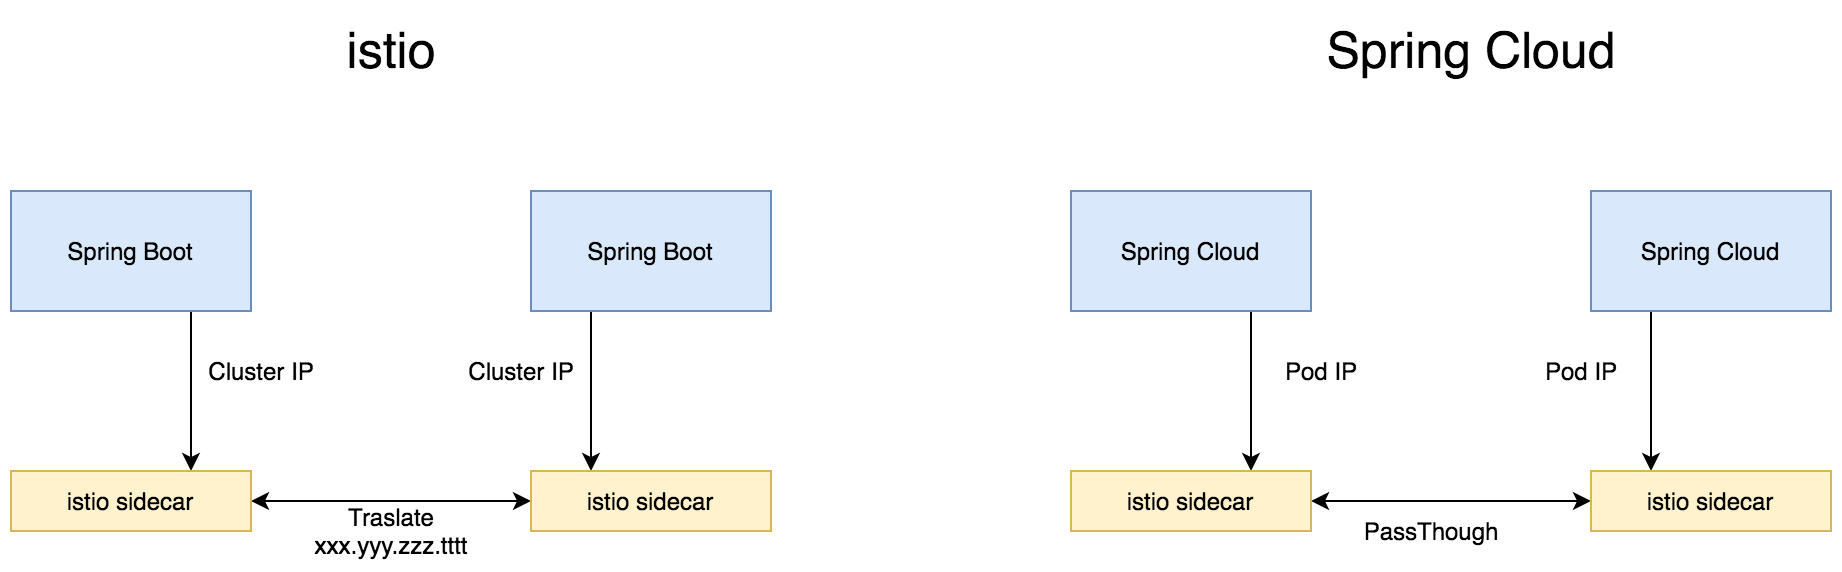 istio
Spring Cloud
Spring Boot
Spring Boot
Spring Cloud
Spring Cloud
Cluster IP
Cluster IP
Pod IP
Pod IP
istio sidecar
istio sidecar
istio sidecar
istio sidecar
Traslate
xxx.yyy.zzz.tttt
PassThough